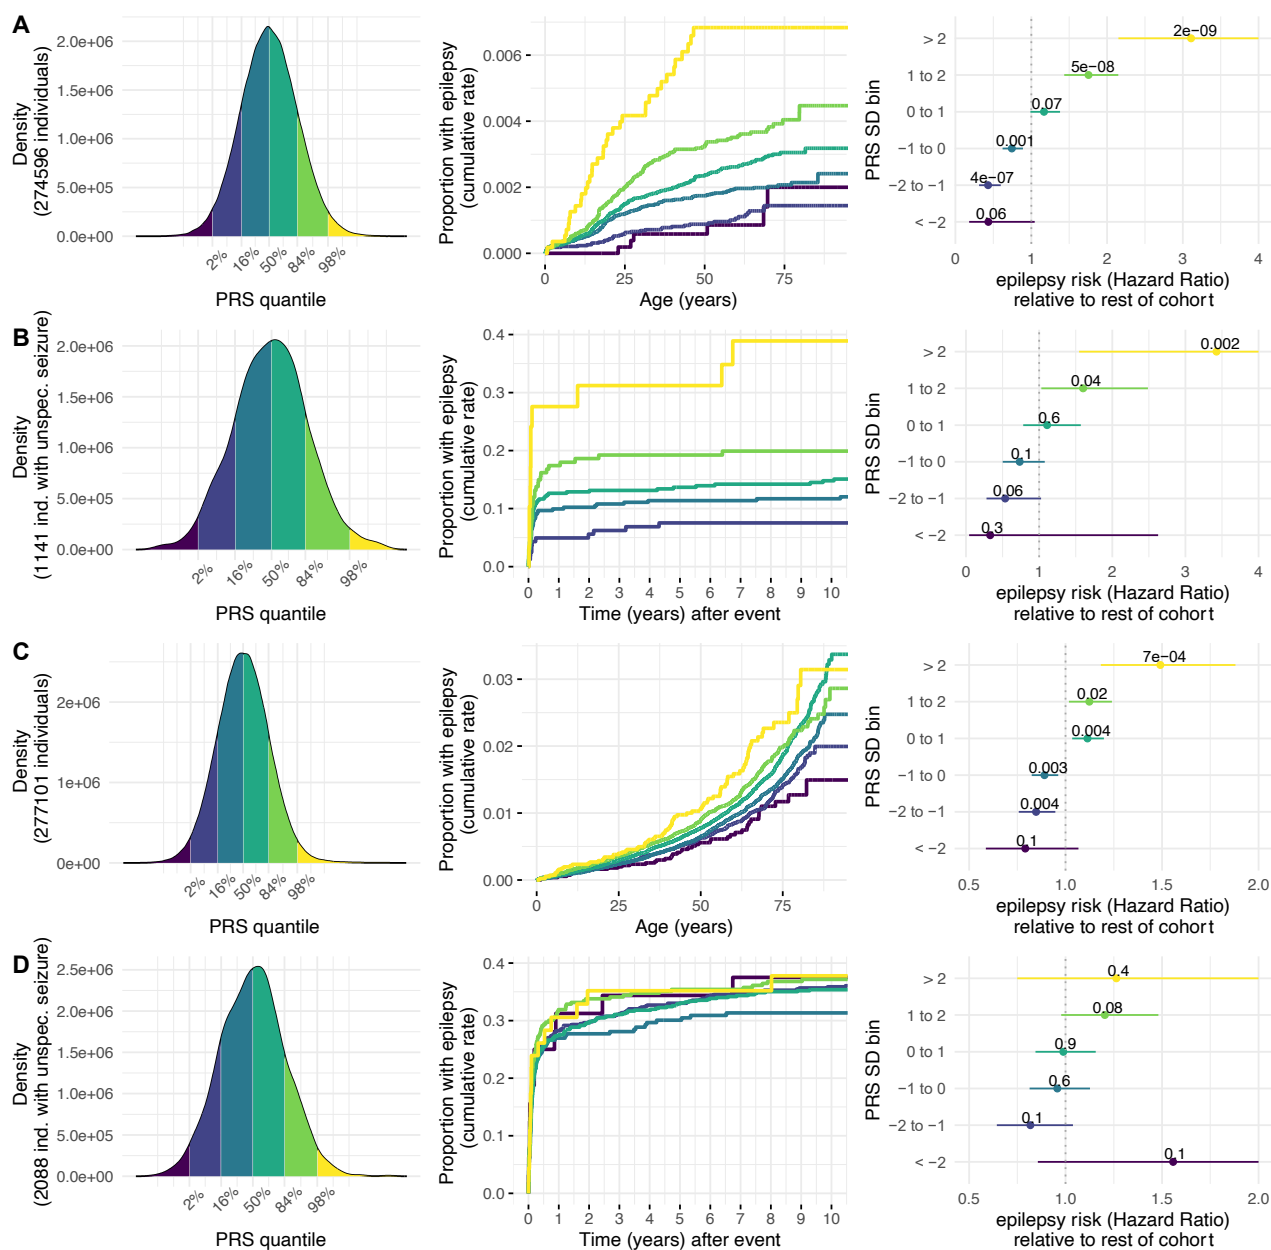 A
Density
(274596 individuals)
2.0e+06
1.5e+06
1.0e+06
5.0e+05
0.0e+00
2% 16% 50% 84% 98%
PRS quantile
Proportion with epilepsy
(cumulative rate)
0.006
0.004
0.002
0.000
0 25 50 75
Age (years)
PRS SD bin
> 2
1 to 2
0 to 1
−1 to 0
−2 to −1
< −2
2e−09
5e−08
0.07
0.001
4e−07
0.06
0 1 2 3 4
epilepsy risk (Hazard Ratio)
relative to rest of cohort
B
Density
(1141 ind. with unspec. seizure)
2.0e+06
1.5e+06
1.0e+06
5.0e+05
0.0e+00
2% 16% 50% 84% 98%
PRS quantile
Proportion with epilepsy
(cumulative rate)
0.4
0.3
0.2
0.1
0.0
0 1 2 3 4 5 6 7 8 9 10
Time (years) after event
PRS SD bin
> 2
1 to 2
0 to 1
−1 to 0
−2 to −1
< −2
0.002
0.04
0.6
0.1
0.06
0.3
0 1 2 3 4
epilepsy risk (Hazard Ratio)
relative to rest of cohort
C
Density
(277101 individuals)
2e+06
1e+06
0e+00
2% 16% 50% 84% 98%
PRS quantile
Proportion with epilepsy
(cumulative rate)
0.03
0.02
0.01
0.00
0 25 50 75
Age (years)
PRS SD bin
> 2
1 to 2
0 to 1
−1 to 0
−2 to −1
< −2
7e−04
0.02
0.004
0.003
0.004
0.1
0.5 1.0 1.5 2.0
epilepsy risk (Hazard Ratio)
relative to rest of cohort
D
Density
(2088 ind. with unspec. seizure)
2.5e+06
2.0e+06
1.5e+06
1.0e+06
5.0e+05
0.0e+00
2% 16% 50% 84% 98%
PRS quantile
Proportion with epilepsy
(cumulative rate)
0.4
0.3
0.2
0.1
0.0
0 1 2 3 4 5 6 7 8 9 10
Time (years) after event
PRS SD bin
> 2
1 to 2
0 to 1
−1 to 0
−2 to −1
< −2
0.4
0.08
0.9
0.6
0.1
0.1
0.5 1.0 1.5 2.0
epilepsy risk (Hazard Ratio)
relative to rest of cohort